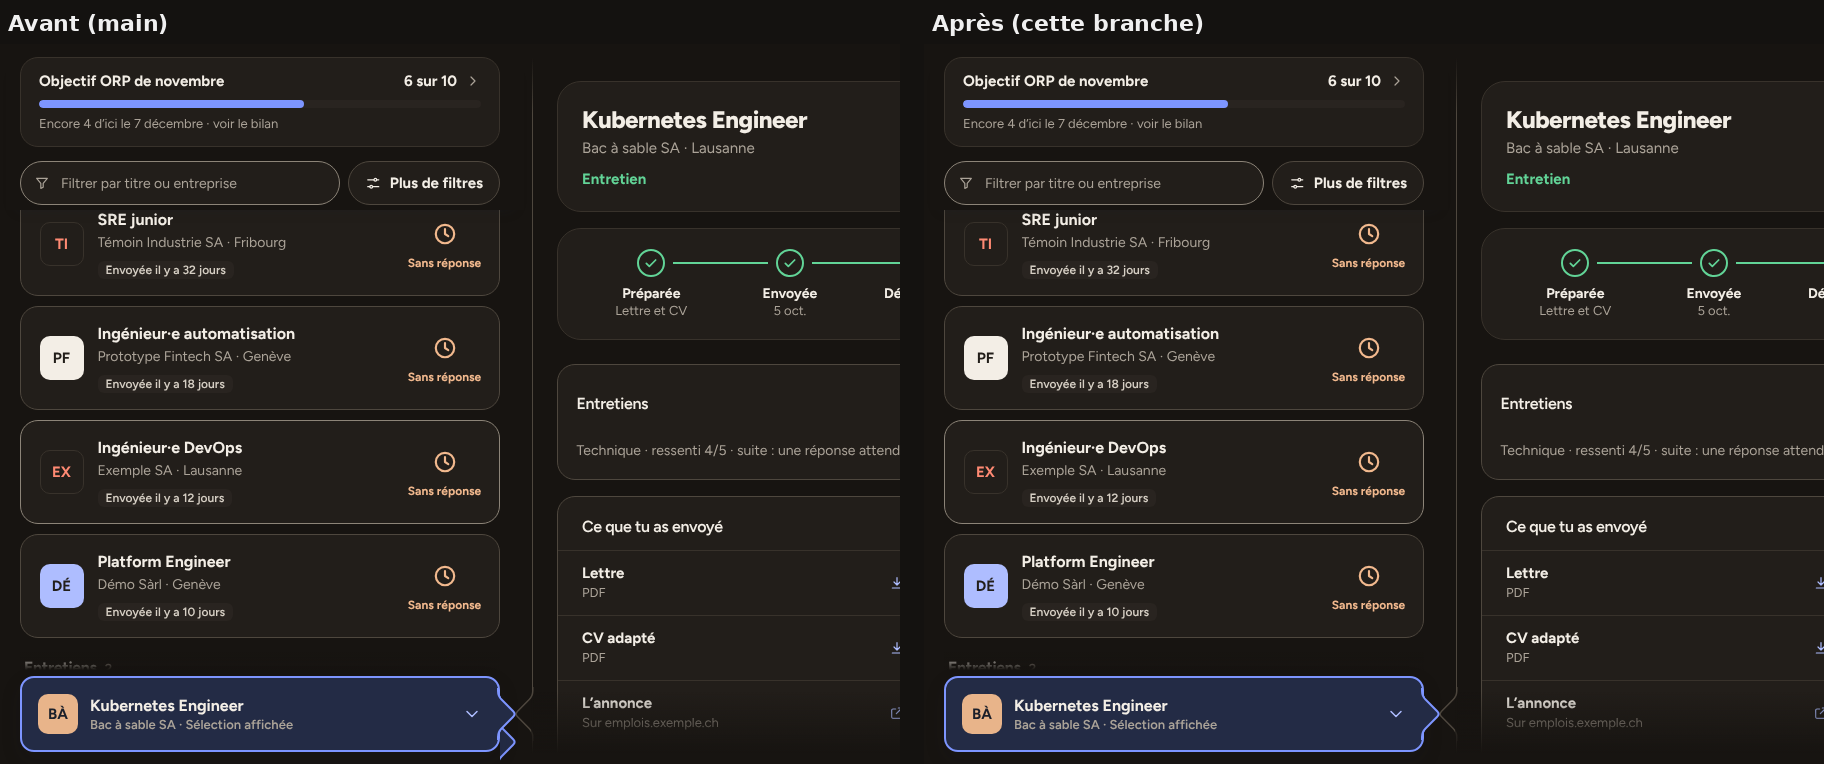 Avant (main)
Objectif ORP de novembre
6 sur 10
Encore 4 d'ici le 7 décembre · voir le bilan
Filtrer par titre ou entreprise
Plus de filtres
TI
SRE junior
Témoin Industrie SA · Fribourg
Envoyée il y a 32 jours
Sans réponse
PF
Ingénieur·e automatisation
Prototype Fintech SA · Genève
Envoyée il y a 18 jours
Sans réponse
EX
Ingénieur·e DevOps
Exemple SA · Lausanne
Envoyée il y a 12 jours
Sans réponse
DÉ
Platform Engineer
Démo Sàrl · Genève
Envoyée il y a 10 jours
Sans réponse
Entretiens 2
BÀ
Kubernetes Engineer
Bac à sable SA · Sélection affichée
Kubernetes Engineer
Bac à sable SA · Lausanne
Entretien
Préparée
Lettre et CV
Envoyée
5 oct.
Dé
Entretiens
Technique · ressenti 4/5 · suite : une réponse attend
Ce que tu as envoyé
Lettre
PDF
CV adapté
PDF
L'annonce
Sur emplois.exemple.ch
Après (cette branche)
Objectif ORP de novembre
6 sur 10
Encore 4 d'ici le 7 décembre · voir le bilan
Filtrer par titre ou entreprise
Plus de filtres
TI
SRE junior
Témoin Industrie SA · Fribourg
Envoyée il y a 32 jours
Sans réponse
PF
Ingénieur·e automatisation
Prototype Fintech SA · Genève
Envoyée il y a 18 jours
Sans réponse
EX
Ingénieur·e DevOps
Exemple SA · Lausanne
Envoyée il y a 12 jours
Sans réponse
DÉ
Platform Engineer
Démo Sàrl · Genève
Envoyée il y a 10 jours
Sans réponse
Entretiens 2
BÀ
Kubernetes Engineer
Bac à sable SA · Sélection affichée
Kubernetes Engineer
Bac à sable SA · Lausanne
Entretien
Préparée
Lettre et CV
Envoyée
5 oct.
Dé
Entretiens
Technique · ressenti 4/5 · suite : une réponse attend
Ce que tu as envoyé
Lettre
PDF
CV adapté
PDF
L'annonce
Sur emplois.exemple.ch